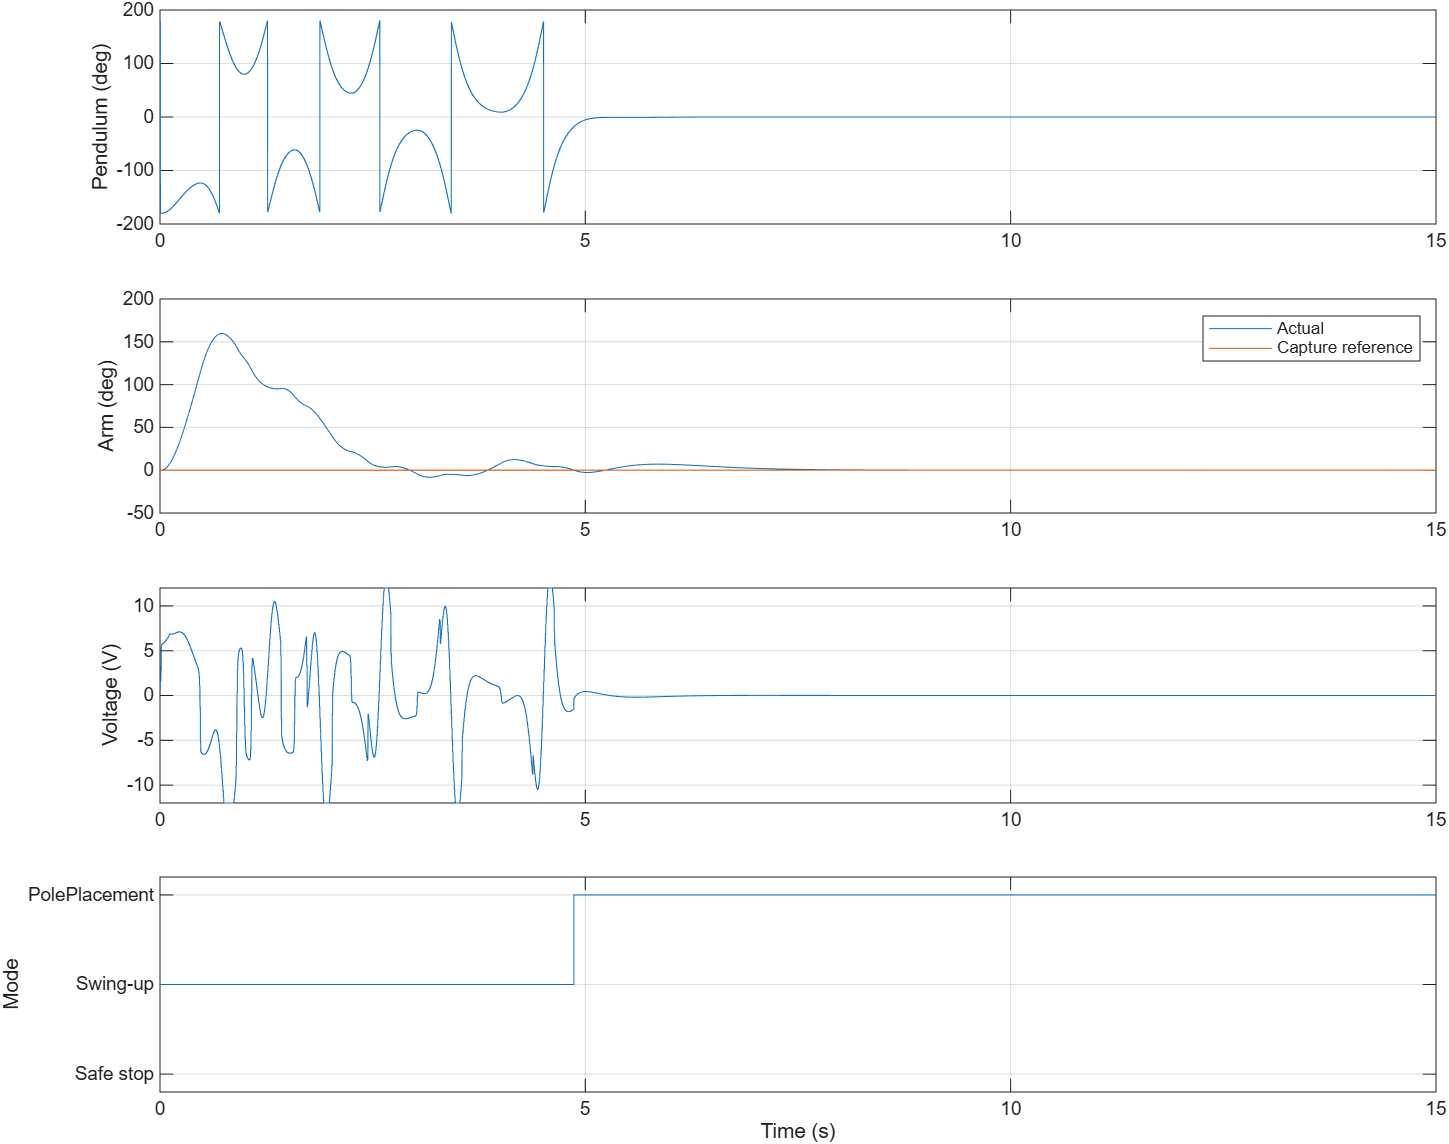 Pendulum (deg)
200
100
0
-100
-200
0 5 10 15
Arm (deg)
200
150
100
50
0
-50
Actual
Capture reference
0 5 10 15
Voltage (V)
10
5
0
-5
-10
0 5 10 15
Mode
PolePlacement
Swing-up
Safe stop
0 5 10 15
Time (s)